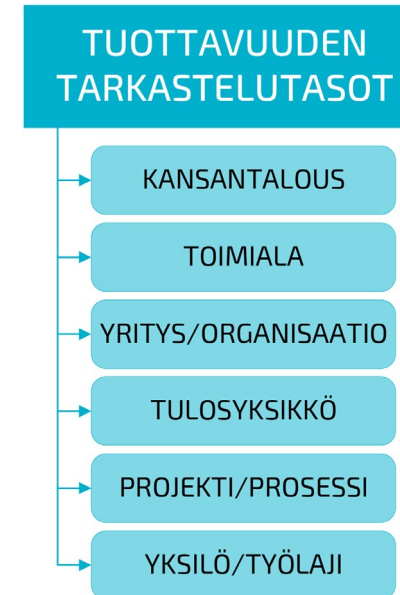 TUOTTAVUUDEN
TARKASTELUTASOT
KANSANTALOUS
TOIMIALA
YRITYS/ORGANISAATIO
TULOSYKSIKKÖ
PROJEKTI/PROSESSI
YKSILÖ/TYÖLAJI